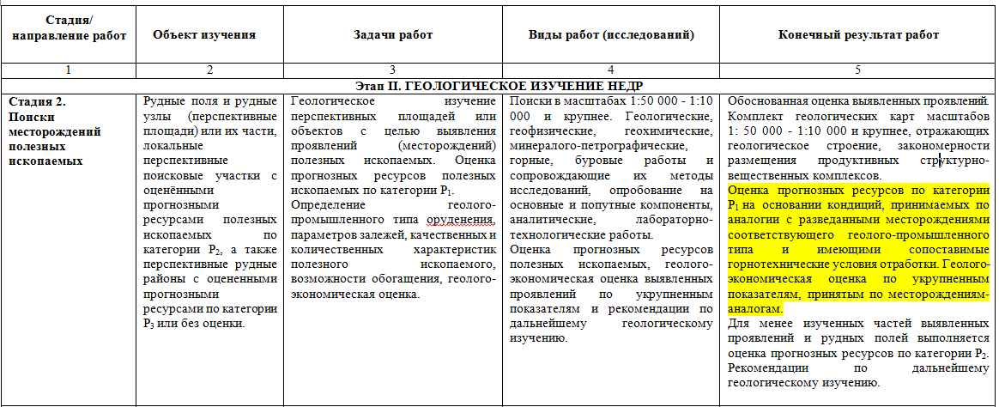 Стадия/
направление работ
Объект изучения
Задачи работ
Виды работ (исследований)
Конечный результат работ
1
2
3
4
5
Этап II. ГЕОЛОГИЧЕСКОЕ ИЗУЧЕНИЕ НЕДР
Стадия 2.
Поиски
месторождений
полезных
ископаемых
Рудные поля и рудные
узлы (перспективные
площади) или их части,
локальные
перспективные
поисковые участки с
оценёнными
прогнозными
ресурсами полезных
ископаемых по
категории Р2, а также
перспективные рудные
районы с оцененными
прогнозными
ресурсами по категории
Р3 или без оценки.
Геологическое изучение
перспективных площадей или
объектов с целью выявления
проявлений (месторождений)
полезных ископаемых. Оценка
прогнозных ресурсов полезных
ископаемых по категории Р1.
Определение геолого-
промышленного типа оруденения,
параметров залежей, качественных и
количественных характеристик
полезного ископаемого,
возможности обогащения, геолого-
экономическая оценка.
Поиски в масштабах 1:50 000 - 1:10
000 и крупнее. Геологические,
геофизические, геохимические,
минералого-петрографические,
горные, буровые работы и
сопровождающие их методы
исследований, опробование на
основные и попутные компоненты,
аналитические, лабораторно-
технологические работы.
Оценка прогнозных ресурсов
полезных ископаемых, геолого-
экономическая оценка выявленных
проявлений по укрупненным
показателям и рекомендации по
дальнейшему геологическому
изучению.
Обоснованная оценка выявленных проявлений.
Комплект геологических карт масштабов
1: 50 000 - 1:10 000 и крупнее, отражающих
геологическое строение, закономерности
размещения продуктивных структурно-
вещественных комплексов.
Оценка прогнозных ресурсов по категории
Р1 на основании кондиций, принимаемых по
аналогии с разведанными месторождениями
соответствующего геолого-промышленного
типа и имеющими сопоставимые
горнотехнические условия отработки. Геолого-
экономическая оценка по укрупненным
показателям, принятым по месторождениям-
аналогам.
Для менее изученных частей выявленных
проявлений и рудных полей выполняется
оценка прогнозных ресурсов по категории Р2.
Рекомендации по дальнейшему
геологическому изучению.